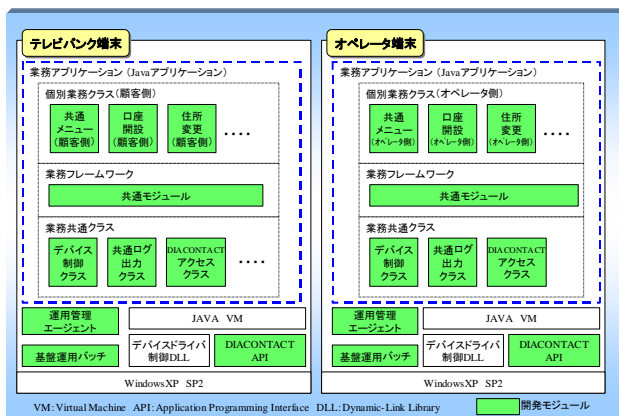 テレビバンク端末
業務アプリケーション(Javaアプリケーション)
個別業務クラス(顧客側)
共通
メニュー
(顧客側)
口座
開設
(顧客側)
住所
変更
(顧客側)
‥‥
業務フレームワーク
共通モジュール
業務共通クラス
デバイス
制御
クラス
共通ログ
出力
クラス
DIACONTACT
アクセス
クラス
‥‥
運用管理
エージェント
JAVA VM
基盤運用バッチ
デバイスドライバ
制御DLL
DIACONTACT
API
WindowsXP SP2
オペレータ端末
業務アプリケーション(Javaアプリケーション)
個別業務クラス(オペレータ側)
共通
メニュー
(オペレータ側)
口座
開設
(オペレータ側)
住所
変更
(オペレータ側)
‥‥
業務フレームワーク
共通モジュール
業務共通クラス
デバイス
制御
クラス
共通ログ
出力
クラス
DIACONTACT
アクセス
クラス
‥‥
運用管理
エージェント
JAVA VM
基盤運用バッチ
デバイスドライバ
制御DLL
DIACONTACT
API
WindowsXP SP2
VM:Virtual Machine API:Application Programming Interface DLL:Dynamic-Link Library
開発モジュール